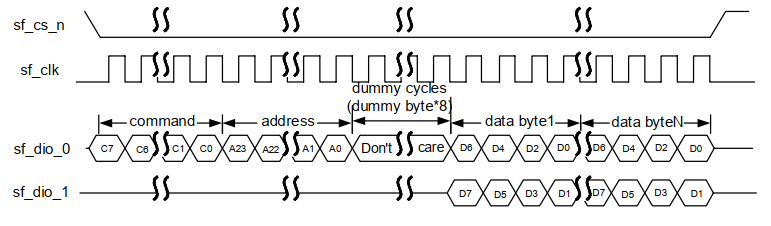 sf_cs_n
sf_clk
dummy cycles
(dummy byte*8)
command address data byte1 data byteN
sf_dio_0 C7 C6 C1 C0 A23 A22 A1 A0 Don't care D6 D4 D2 D0 D6 D4 D2 D0
sf_dio_1 D7 D5 D3 D1 D7 D5 D3 D1